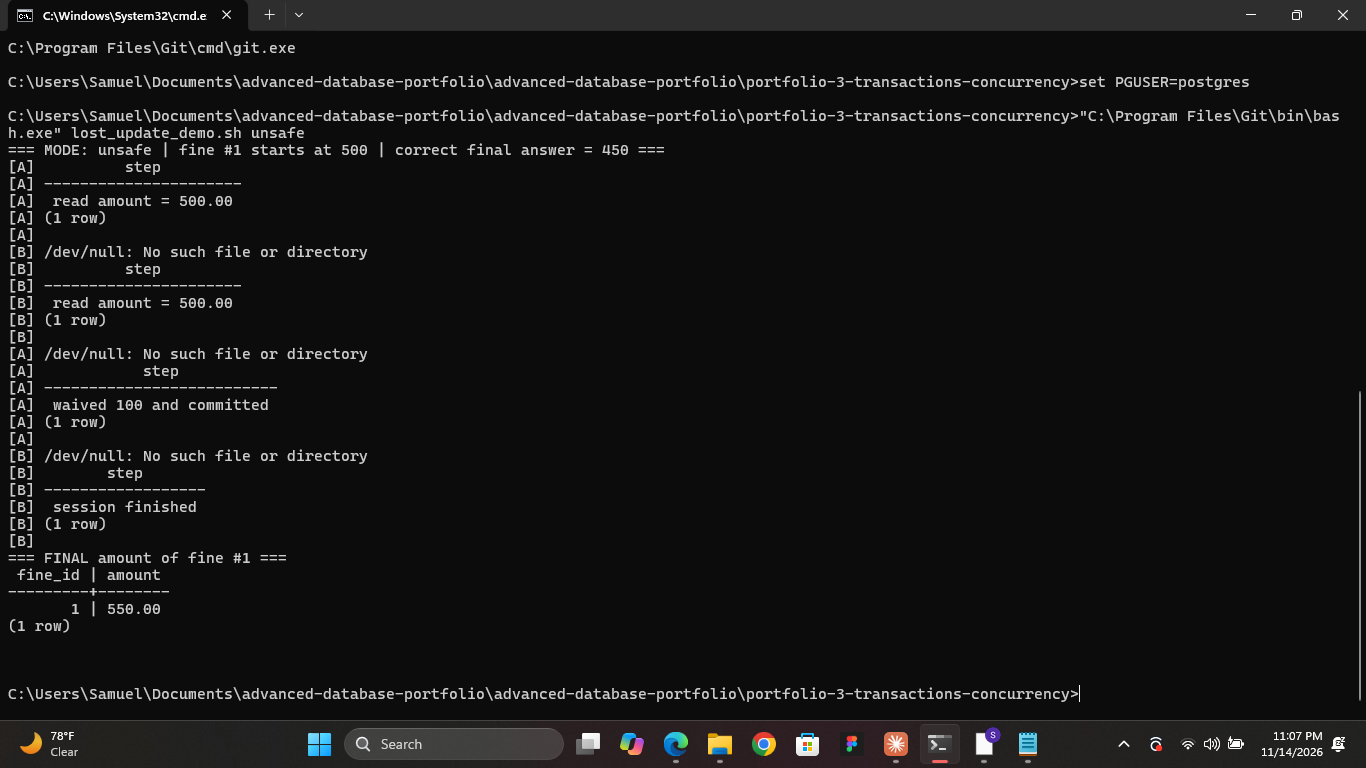 C:\Windows\System32\cmd.e
C:\Program Files\Git\cmd\git.exe
C:\Users\Samuel\Documents\advanced-database-portfolio\advanced-database-portfolio\portfolio-3-transactions-concurrency>set PGUSER=postgres
C:\Users\Samuel\Documents\advanced-database-portfolio\advanced-database-portfolio\portfolio-3-transactions-concurrency>"C:\Program Files\Git\bin\bas
h.exe" lost_update_demo.sh unsafe
=== MODE: unsafe | fine #1 starts at 500 | correct final answer = 450 ===
[A]          step
[A] ----------------------
[A]  read amount = 500.00
[A] (1 row)
[A]
[B] /dev/null: No such file or directory
[B]          step
[B] ----------------------
[B]  read amount = 500.00
[B] (1 row)
[B]
[A] /dev/null: No such file or directory
[A]            step
[A] --------------------------
[A]  waived 100 and committed
[A] (1 row)
[A]
[B] /dev/null: No such file or directory
[B]        step
[B] ------------------
[B]  session finished
[B] (1 row)
[B]
=== FINAL amount of fine #1 ===
 fine_id | amount
---------+--------
       1 | 550.00
(1 row)
C:\Users\Samuel\Documents\advanced-database-portfolio\advanced-database-portfolio\portfolio-3-transactions-concurrency>
78°F
Clear
Search
S
11:07 PM
11/14/2026